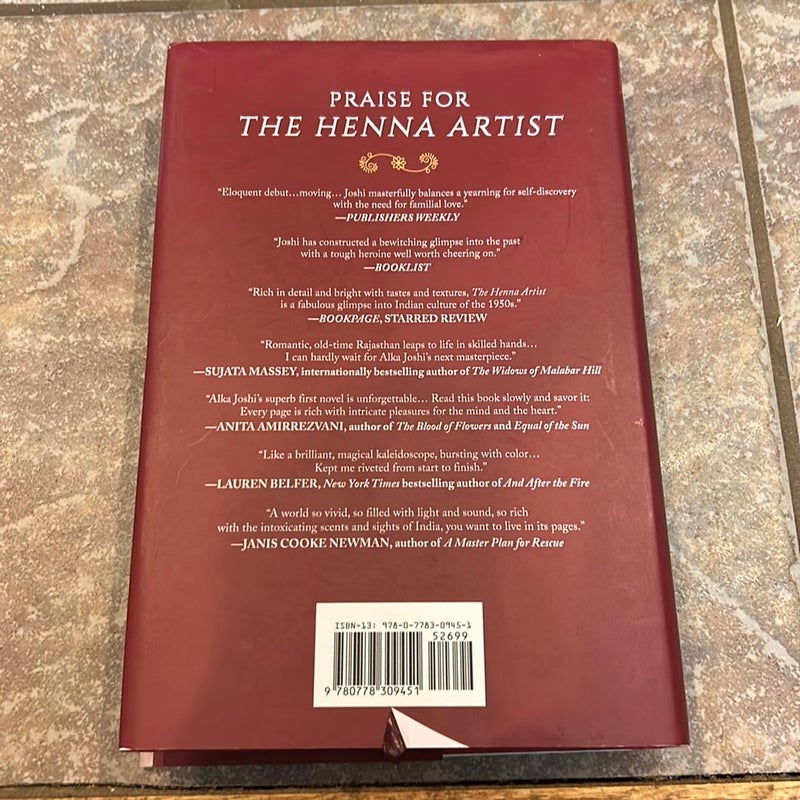 PRAISE FOR
THE HENNA ARTIST
“Eloquent debut…moving… Joshi masterfully balances a yearning for self-discovery
with the need for familial love.”
—PUBLISHERS WEEKLY
“Joshi has constructed a bewitching glimpse into the past
with a tough heroine well worth cheering on.”
—BOOKLIST
“Rich in detail and bright with tastes and textures, The Henna Artist
is a fabulous glimpse into Indian culture of the 1950s.”
—BOOKPAGE, STARRED REVIEW
“Romantic, old-time Rajasthan leaps to life in skilled hands…
I can hardly wait for Alka Joshi’s next masterpiece.”
—SUJATA MASSEY, internationally bestselling author of The Widows of Malabar Hill
“Alka Joshi’s superb first novel is unforgettable… Read this book slowly and savor it:
Every page is rich with intricate pleasures for the mind and the heart.”
—ANITA AMIRREZVANI, author of The Blood of Flowers and Equal of the Sun
“Like a brilliant, magical kaleidoscope, bursting with color…
Kept me riveted from start to finish.”
—LAUREN BELFER, New York Times bestselling author of And After the Fire
“A world so vivid, so filled with light and sound, so rich
with the intoxicating scents and sights of India, you want to live in its pages.”
—JANIS COOKE NEWMAN, author of A Master Plan for Rescue
ISBN-13: 978-0-7783-0945-1
52699
9 780778 309451